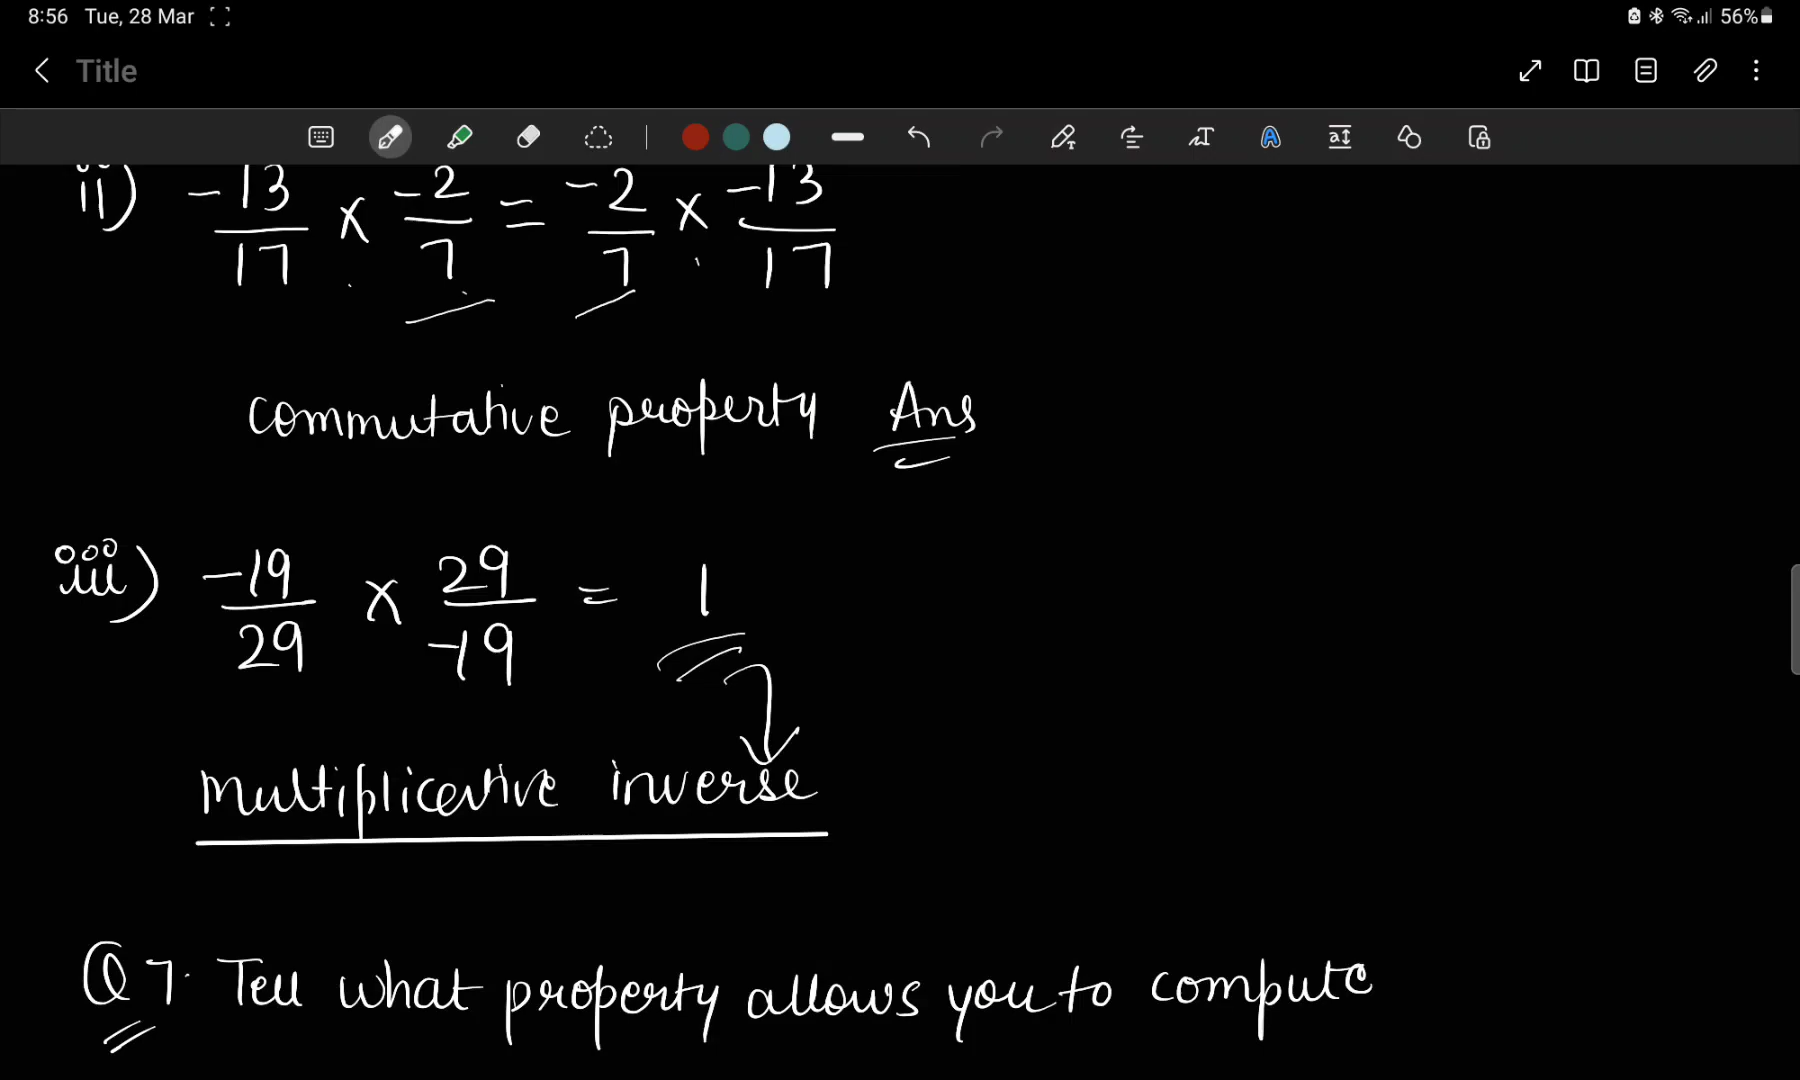 8:56 Tue, 28 Mar
56%
Title
ii) -13/17 × -2/7 = -2/7 × -13/17
commutative property Ans
iii) -19/29 × 29/-19 = 1
multiplicative inverse
Q7. Tell what property allows you to compute